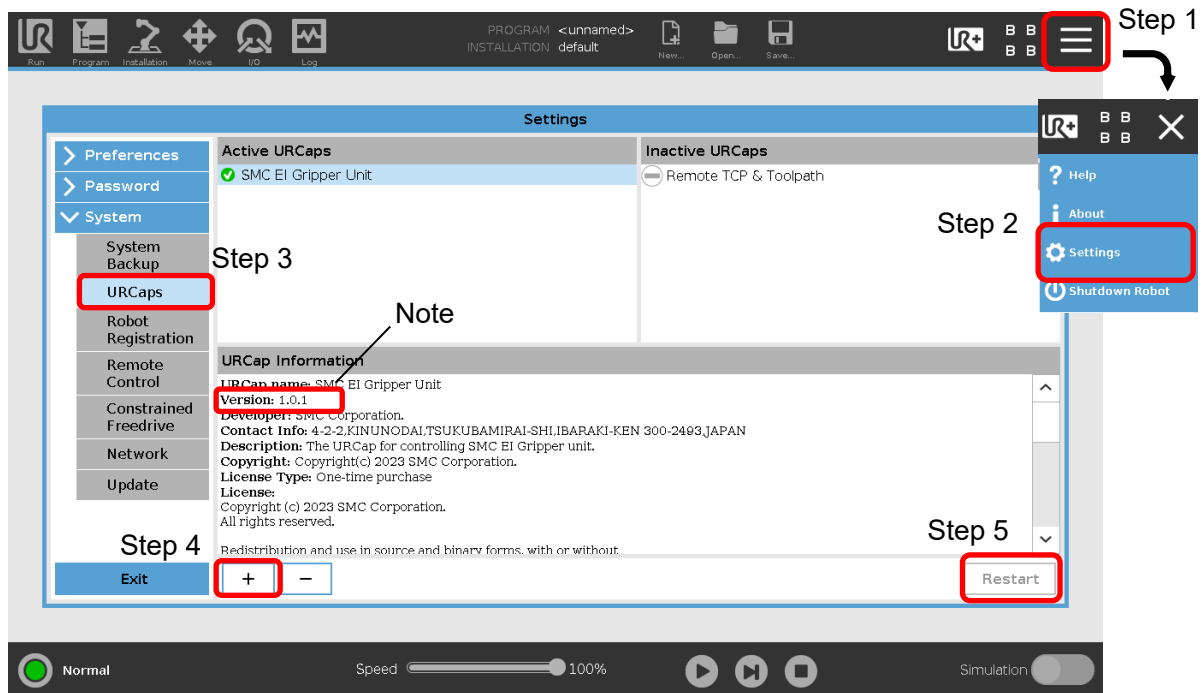 PROGRAM <unnamed>
INSTALLATION default
UR+
B B
B B
Step 1
Run
Program
Installation
Move
I/O
Log
New...
Open...
Save...
Settings
UR+
B B
B B
Preferences
Password
System
System
Backup
URCaps
Robot
Registration
Remote
Control
Constrained
Freedrive
Network
Update
Exit
Step 3
Step 4
Active URCaps
SMC EI Gripper Unit
Inactive URCaps
Remote TCP & Toolpath
Step 2
? Help
About
Settings
Shutdown Robot
Note
URCap Information
URCap name: SMC EI Gripper Unit
Version: 1.0.1
Developer: SMC Corporation.
Contact Info: 4-2-2,KINUNODAI,TSUKUBAMIRAI-SHI,IBARAKI-KEN 300-2493,JAPAN
Description: The URCap for controlling SMC EI Gripper unit.
Copyright: Copyright(c) 2023 SMC Corporation.
License Type: One-time purchase
License:
Copyright (c) 2023 SMC Corporation.
All rights reserved.
Redistribution and use in source and binary forms, with or without
Step 5
+
−
Restart
Normal
Speed
100%
Simulation